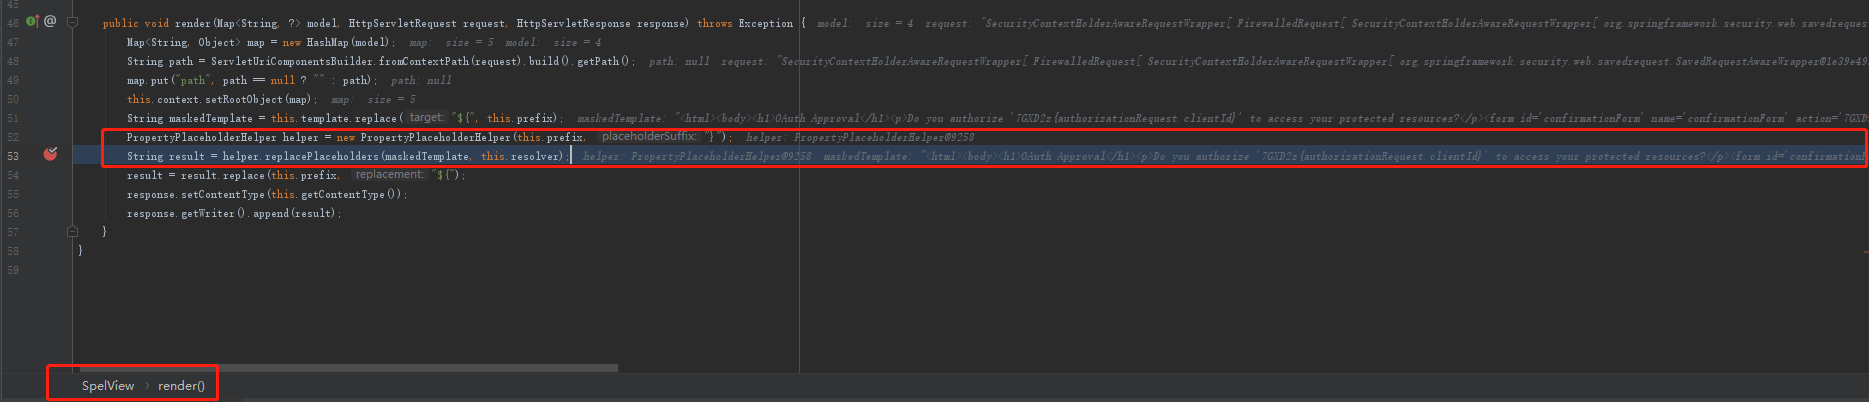 45
46 public void render(Map<String, ?> model, HttpServletRequest request, HttpServletResponse response) throws Exception { model: size = 4 request: "SecurityContextHolderAwareRequestWrapper[ FirewalledRequest[ SecurityContextHolderAwareRequestWrapper[ org.springframework.security.web.savedreques
47 Map<String, Object> map = new HashMap(model); map: size = 5 model: size = 4
48 String path = ServletUriComponentsBuilder.fromContextPath(request).build().getPath(); path: null request: "SecurityContextHolderAwareRequestWrapper[ FirewalledRequest[ SecurityContextHolderAwareRequestWrapper[ org.springframework.security.web.savedrequest.SavedRequestAwareWrapper@1e39e49
49 map.put("path", path == null ? "" : path); path: null
50 this.context.setRootObject(map); map: size = 5
51 String maskedTemplate = this.template.replace( target: "${", this.prefix); maskedTemplate: "<html><body><h1>OAuth Approval</h1><p>Do you authorize '7GXD2z{authorizationRequest.clientId}' to access your protected resources?</p><form id='confirmationForm' name='confirmationForm' action='7GXD
52 PropertyPlaceholderHelper helper = new PropertyPlaceholderHelper(this.prefix, placeholderSuffix: "}"); helper: PropertyPlaceholderHelper@9258
53 String result = helper.replacePlaceholders(maskedTemplate, this.resolver); helper: PropertyPlaceholderHelper@9258 maskedTemplate: "<html><body><h1>OAuth Approval</h1><p>Do you authorize '7GXD2z{authorizationRequest.clientId}' to access your protected resources?</p><form id='confirmation
54 result = result.replace(this.prefix, replacement: "${");
55 response.setContentType(this.getContentType());
56 response.getWriter().append(result);
57 }
58 }
59
SpelView › render()